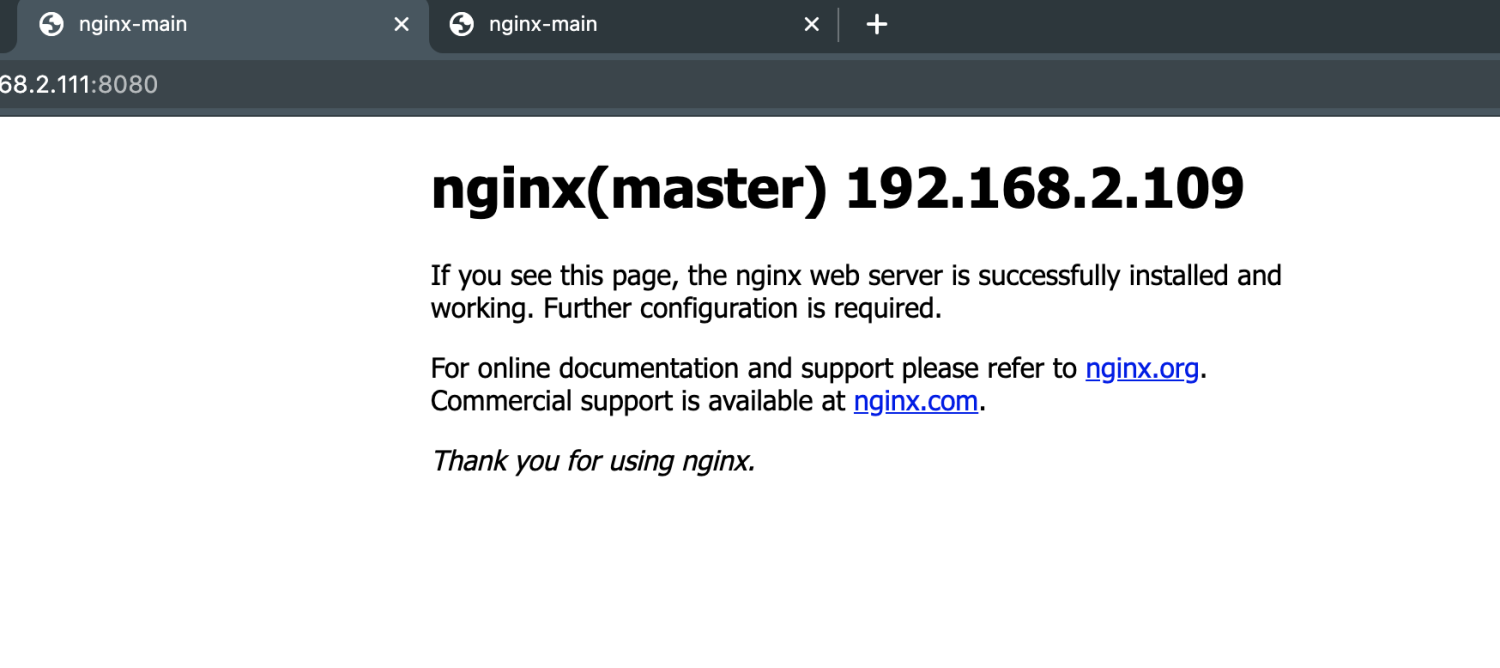 nginx-main
nginx-main
68.2.111:8080
nginx(master) 192.168.2.109
If you see this page, the nginx web server is successfully installed and
working. Further configuration is required.
For online documentation and support please refer to nginx.org.
Commercial support is available at nginx.com.
Thank you for using nginx.